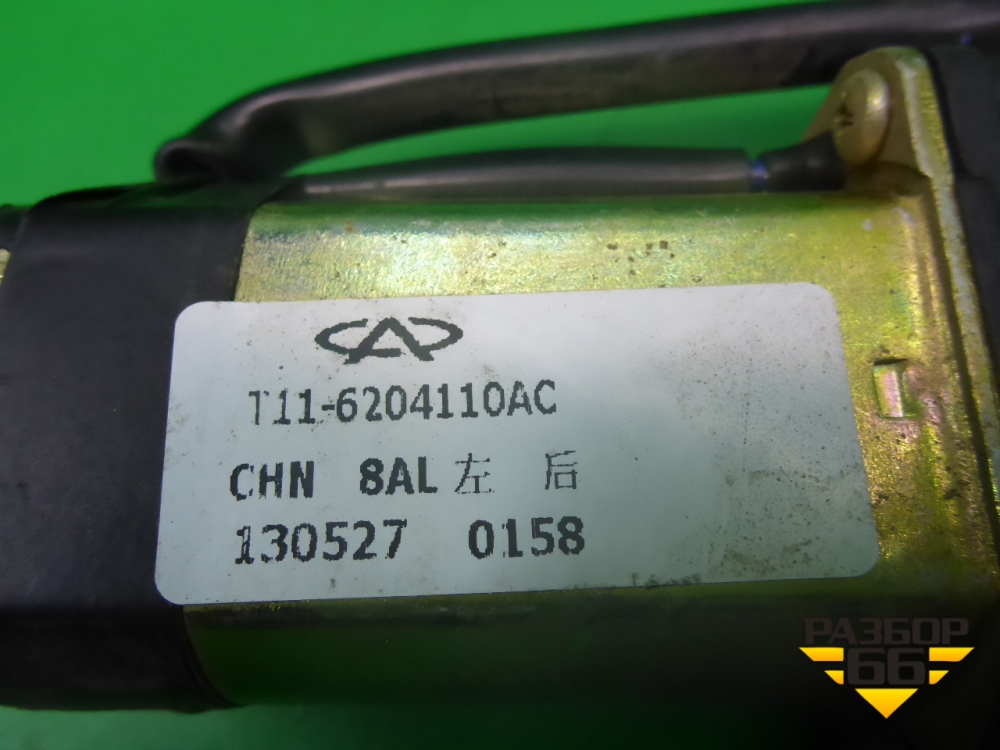 T11-6204110AC
CHN 8AL 左 后
130527 0158
РАЗБОР
66